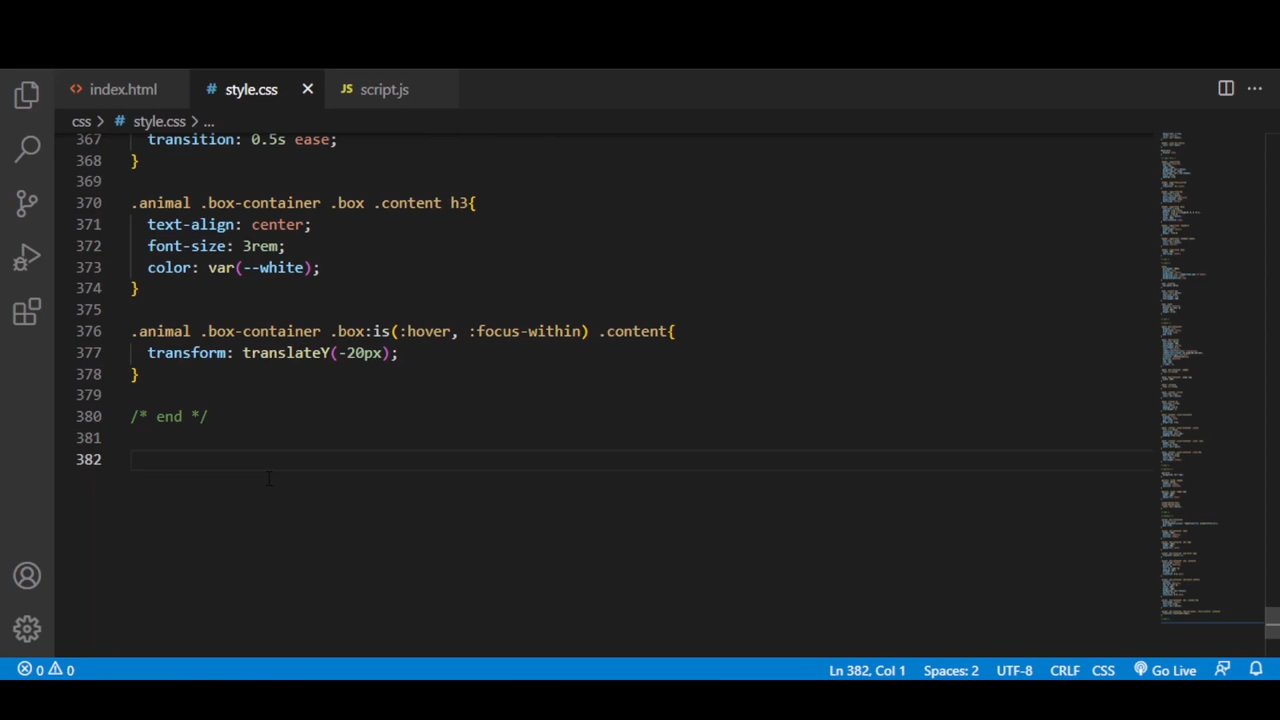 index.html
# style.css
JS script.js
css > # style.css > ...
367 transition: 0.5s ease;
368 }
369
370 .animal .box-container .box .content h3{
371 text-align: center;
372 font-size: 3rem;
373 color: var(--white);
374 }
375
376 .animal .box-container .box:is(:hover, :focus-within) .content{
377 transform: translateY(-20px);
378 }
379
380 /* end */
381
382
0 0
Ln 382, Col 1
Spaces: 2
UTF-8
CRLF
CSS
Go Live